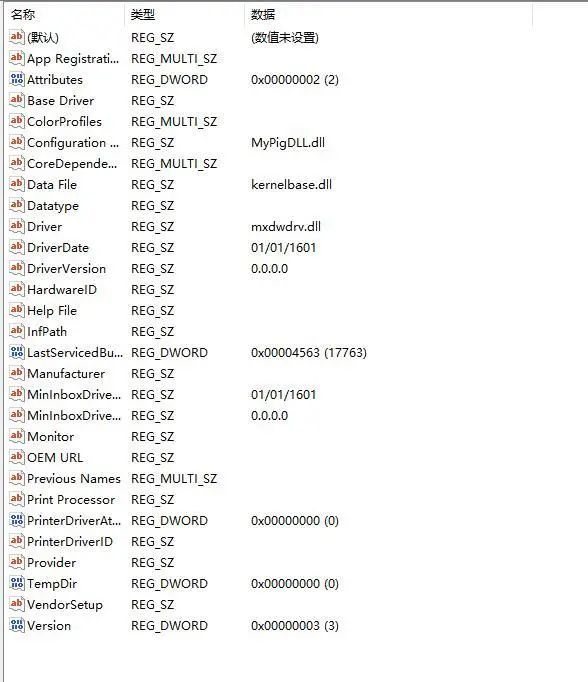 名称 类型 数据
(默认) REG_SZ (数值未设置)
App Registrati... REG_MULTI_SZ
Attributes REG_DWORD 0x00000002 (2)
Base Driver REG_SZ
ColorProfiles REG_MULTI_SZ
Configuration ... REG_SZ MyPigDLL.dll
CoreDepende... REG_MULTI_SZ
Data File REG_SZ kernelbase.dll
Datatype REG_SZ
Driver REG_SZ mxdwdrv.dll
DriverDate REG_SZ 01/01/1601
DriverVersion REG_SZ 0.0.0.0
HardwareID REG_SZ
Help File REG_SZ
InfPath REG_SZ
LastServicedBu... REG_DWORD 0x00004563 (17763)
Manufacturer REG_SZ
MinInboxDrive... REG_SZ 01/01/1601
MinInboxDrive... REG_SZ 0.0.0.0
Monitor REG_SZ
OEM URL REG_SZ
Previous Names REG_MULTI_SZ
Print Processor REG_SZ
PrinterDriverAt... REG_DWORD 0x00000000 (0)
PrinterDriverID REG_SZ
Provider REG_SZ
TempDir REG_DWORD 0x00000000 (0)
VendorSetup REG_SZ
Version REG_DWORD 0x00000003 (3)